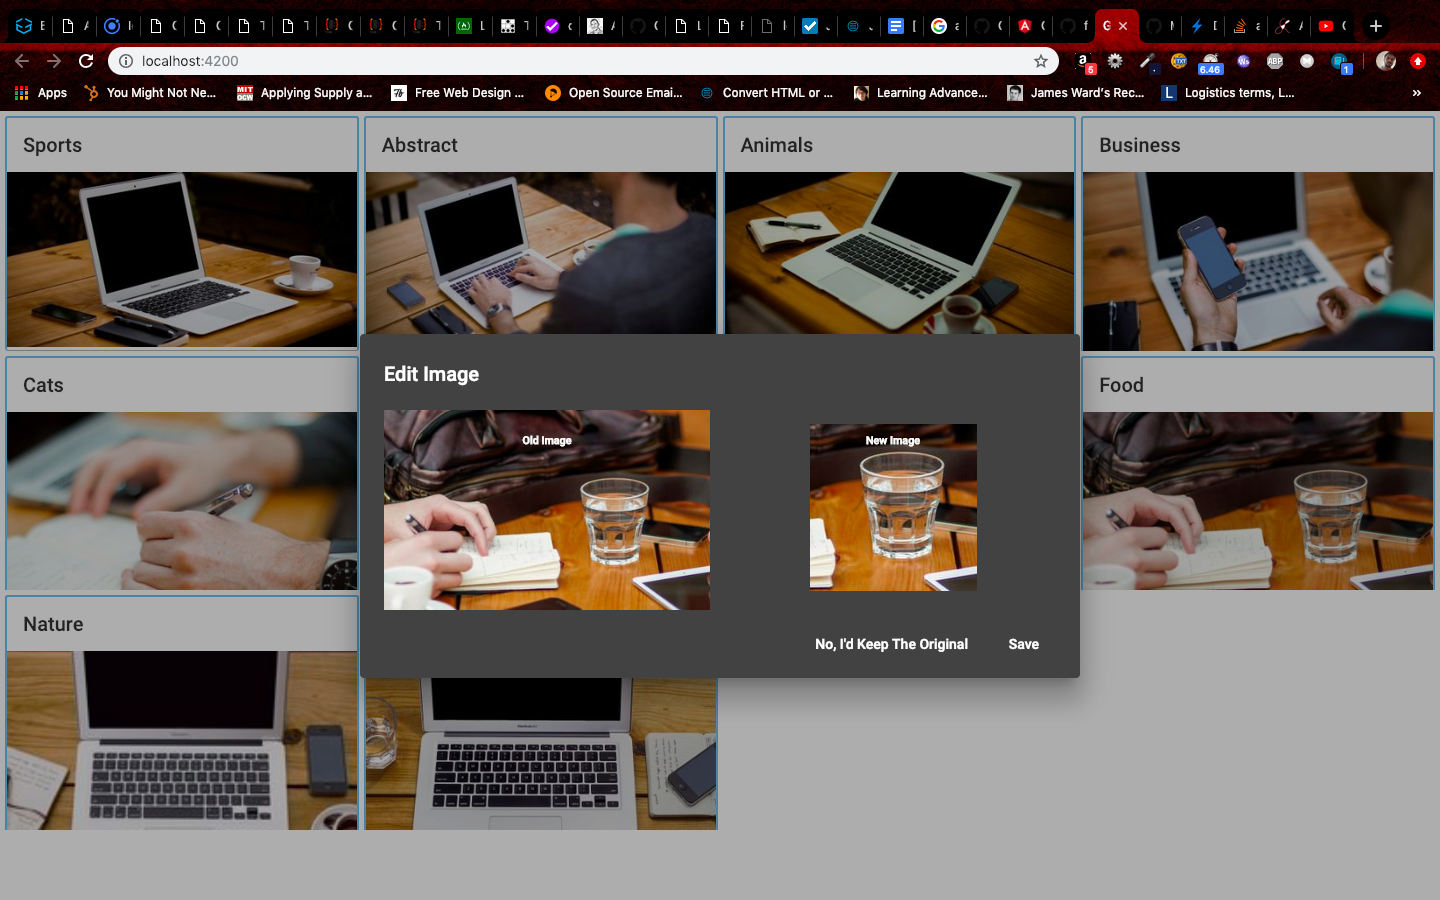 localhost:4200
Apps
You Might Not Ne...
Applying Supply a...
Free Web Design ...
Open Source Emai...
Convert HTML or ...
Learning Advance...
James Ward's Rec...
Logistics terms, L...
»
Sports
Abstract
Animals
Business
Cats
Food
Nature
Edit Image
Old Image
New Image
No, I'd Keep The Original
Save